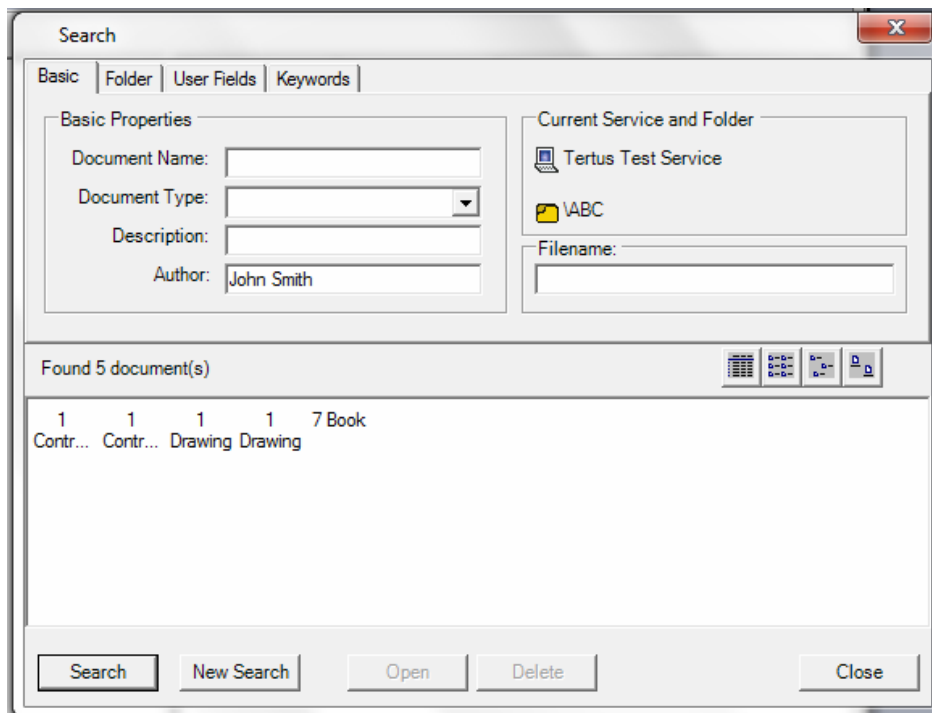 Search
Basic Folder User Fields Keywords
Basic Properties
Document Name:
Document Type:
Description:
Author: John Smith
Current Service and Folder
Tertus Test Service
\ABC
Filename:
Found 5 document(s)
1 1 1 1 7 Book
Contr... Contr... Drawing Drawing
Search New Search Open Delete Close